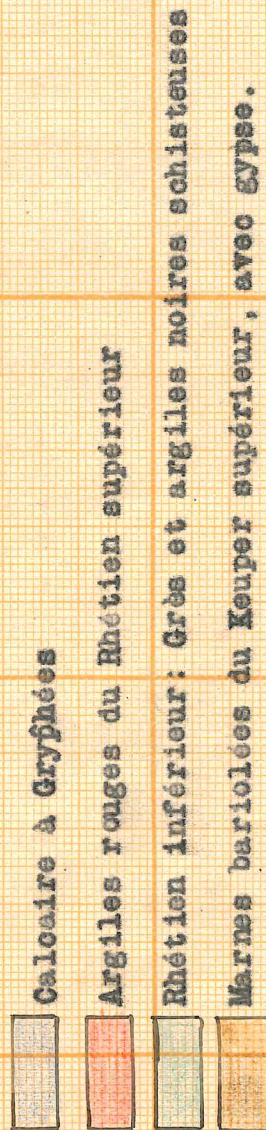 Calcaire à Gryphées
Argiles rouges du Rhétien supérieur
Rhétien inférieur: Grès et argiles noires schisteuses
Marnes bariolées du Keuper supérieur, avec gypse.